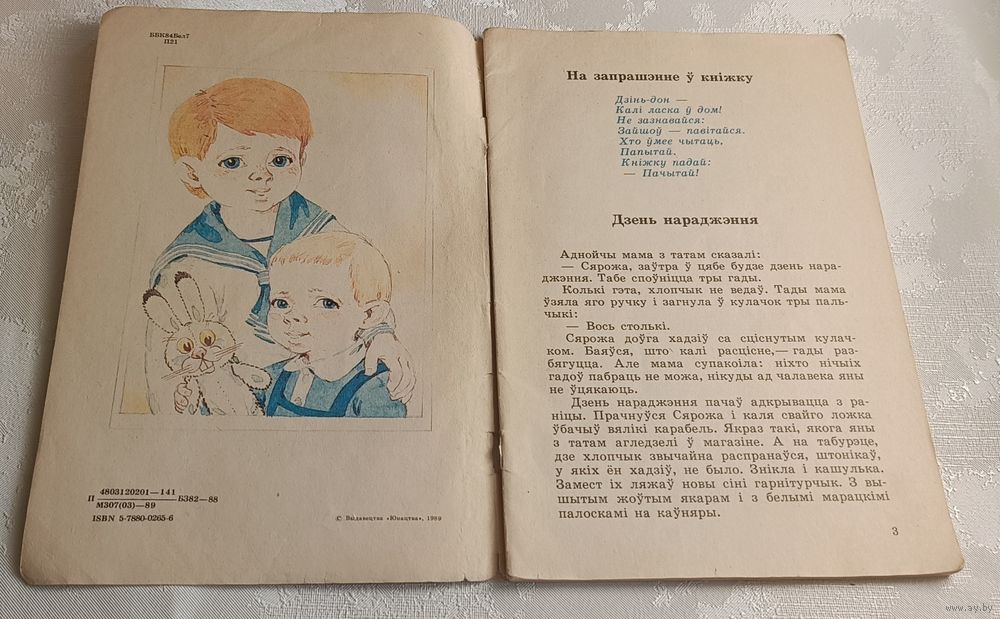 ББК84Бел7
П21
П 4803120201—141 Б382—88
М307(03)—89
ISBN 5-7880-0265-6
© Выдавецтва «Юнацтва», 1989
На запрашэнне ў кніжку
Дзінь-дон —
Калі ласка ў дом!
Не зазнавайся:
Зайшоў — павітайся.
Хто ўмее чытаць,
Папытай.
Кніжку падай:
— Пачытай!
Дзень нараджэння
Аднойчы мама з татам сказалі:
— Сярожа, заўтра ў цябе будзе дзень нара-
джэння. Табе споўніцца тры гады.
Колькі гэта, хлопчык не ведаў. Тады мама
ўзяла яго ручку і загнула ў кулачок тры паль-
чыкі:
— Вось столькі.
Сярожа доўга хадзіў са сціснутым кулач-
ком. Баяўся, што калі расцісне,— гады раз-
бягуцца. Але мама супакоіла: ніхто нічыіх
гадоў пабраць не можа, нікуды ад чалавека яны
не ўцякаюць.
Дзень нараджэння пачаў адкрывацца з ра-
ніцы. Прачнуўся Сярожа і каля свайго ложка
ўбачыў вялікі карабель. Якраз такі, якога яны
з татам агледзелі ў магазіне. А на табурэце,
дзе хлопчык звычайна распранаўся, штонікаў,
у якіх ён хадзіў, не было. Знікла і кашулька.
Замест іх ляжаў новы сіні гарнітурчык. З вы-
шытым жоўтым якарам і з белымі марацкімі
палоскамі на каўняры.
3
www.ay.by